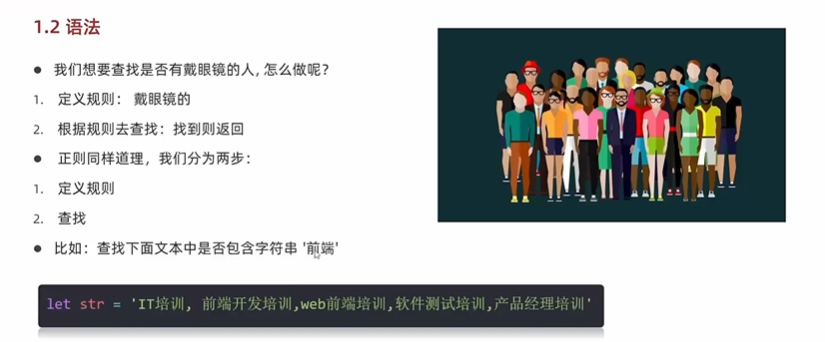 1.2 语法
● 我们想要查找是否有戴眼镜的人, 怎么做呢?
1. 定义规则： 戴眼镜的
2. 根据规则去查找：找到则返回
● 正则同样道理，我们分为两步：
1. 定义规则
2. 查找
● 比如：查找下面文本中是否包含字符串 '前端'
let str = 'IT培训, 前端开发培训,web前端培训,软件测试培训,产品经理培训'